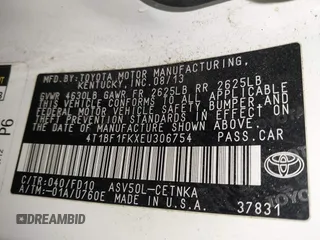 MFD. BY: TOYOTA MOTOR MANUFACTURING,
KENTUCKY, INC. 08/13
GVWR 4630LB GAWR FR 2625LB RR 2625LB
THIS VEHICLE CONFORMS TO ALL APPLICABLE
FEDERAL MOTOR VEHICLE SAFETY, BUMPER, AND
THEFT PREVENTION STANDARDS IN EFFECT ON
THE DATE OF MANUFACTURE SHOWN ABOVE.
4T1BF1FKXEU306754 PASS.CAR
C/TR:040/FD10 ASV50L-CETNKA
A/TM:-01A/U760E MADE IN U.S.A.
TOYOTA
37831
P6
DREAMBID